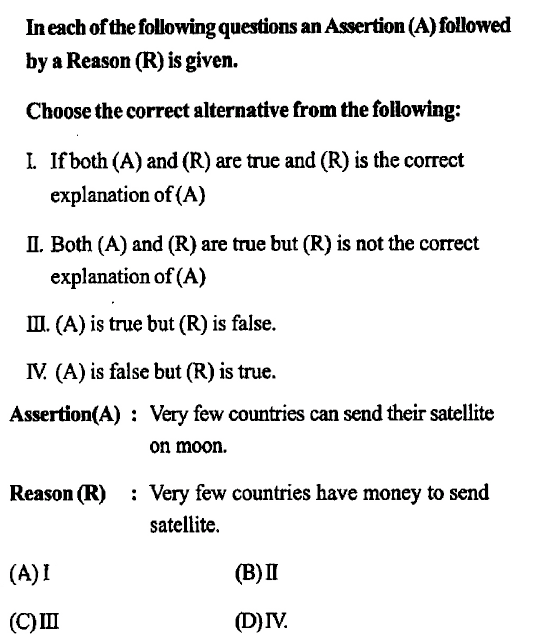 In each of the following questions an Assertion (A) followed
by a Reason (R) is given.
Choose the correct alternative from the following:
I. If both (A) and (R) are true and (R) is the correct
explanation of (A)
II. Both (A) and (R) are true but (R) is not the correct
explanation of (A)
III. (A) is true but (R) is false.
IV. (A) is false but (R) is true.
Assertion(A) : Very few countries can send their satellite
on moon.
Reason (R) : Very few countries have money to send
satellite.
(A) I (B) II
(C) III (D) IV.